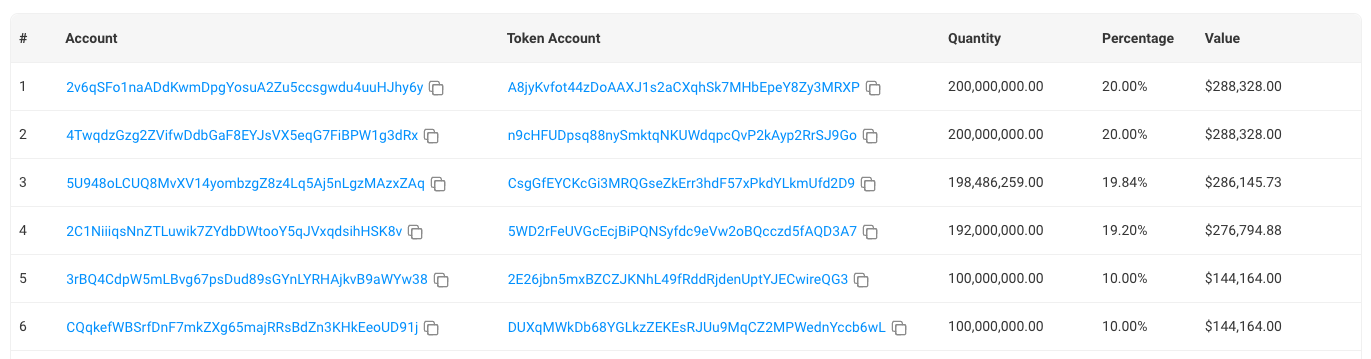 # Account Token Account Quantity Percentage Value
1 2v6qSFo1naADdKwmDpgYosuA2Zu5ccsgwdu4uuHJhy6y A8jyKvfot44zDoAAXJ1s2aCXqhSk7MHbEpeY8Zy3MRXP 200,000,000.00 20.00% $288,328.00
2 4TwqdzGzg2ZVifwDdbGaF8EYJsVX5eqG7FiBPW1g3dRx n9cHFUDpsq88nySmktqNKUWdqpcQvP2kAyp2RrSJ9Go 200,000,000.00 20.00% $288,328.00
3 5U948oLCUQ8MvXV14yombzgZ8z4Lq5Aj5nLgzMAzxZAq CsgGfEYCKcGi3MRQGseZkErr3hdF57xPkdYLkmUfd2D9 198,486,259.00 19.84% $286,145.73
4 2C1NiiiqsNnZTLuwik7ZYdbDWtooY5qJVxqdsihHSK8v 5WD2rFeUVGcEcjBiPQNSyfdc9eVw2oBQcczd5fAQD3A7 192,000,000.00 19.20% $276,794.88
5 3rBQ4CdpW5mLBvg67psDud89sGYnLYRHAjkvB9aWYw38 2E26jbn5mxBZCZJKNhL49fRddRjdenUptYJECwireQG3 100,000,000.00 10.00% $144,164.00
6 CQqkefWBSrfDnF7mkZXg65majRRsBdZn3KHkEeoUD91j DUXqMWkDb68YGLkzZEKEsRJUu9MqCZ2MPWednYccb6wL 100,000,000.00 10.00% $144,164.00